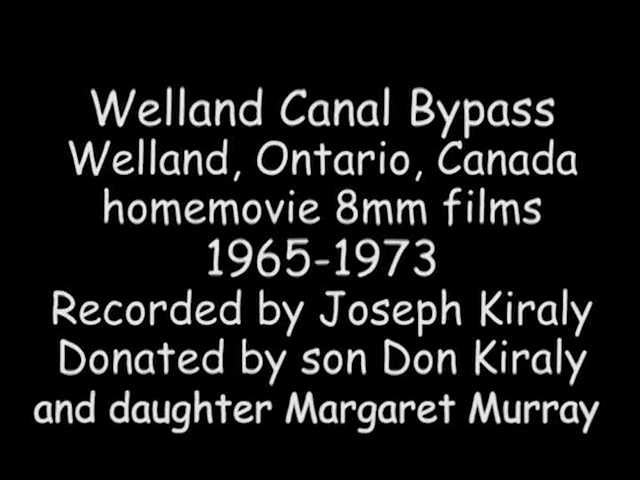 Welland Canal Bypass
Welland, Ontario, Canada
homemovie 8mm films
1965-1973
Recorded by Joseph Kiraly
Donated by son Don Kiraly
and daughter Margaret Murray